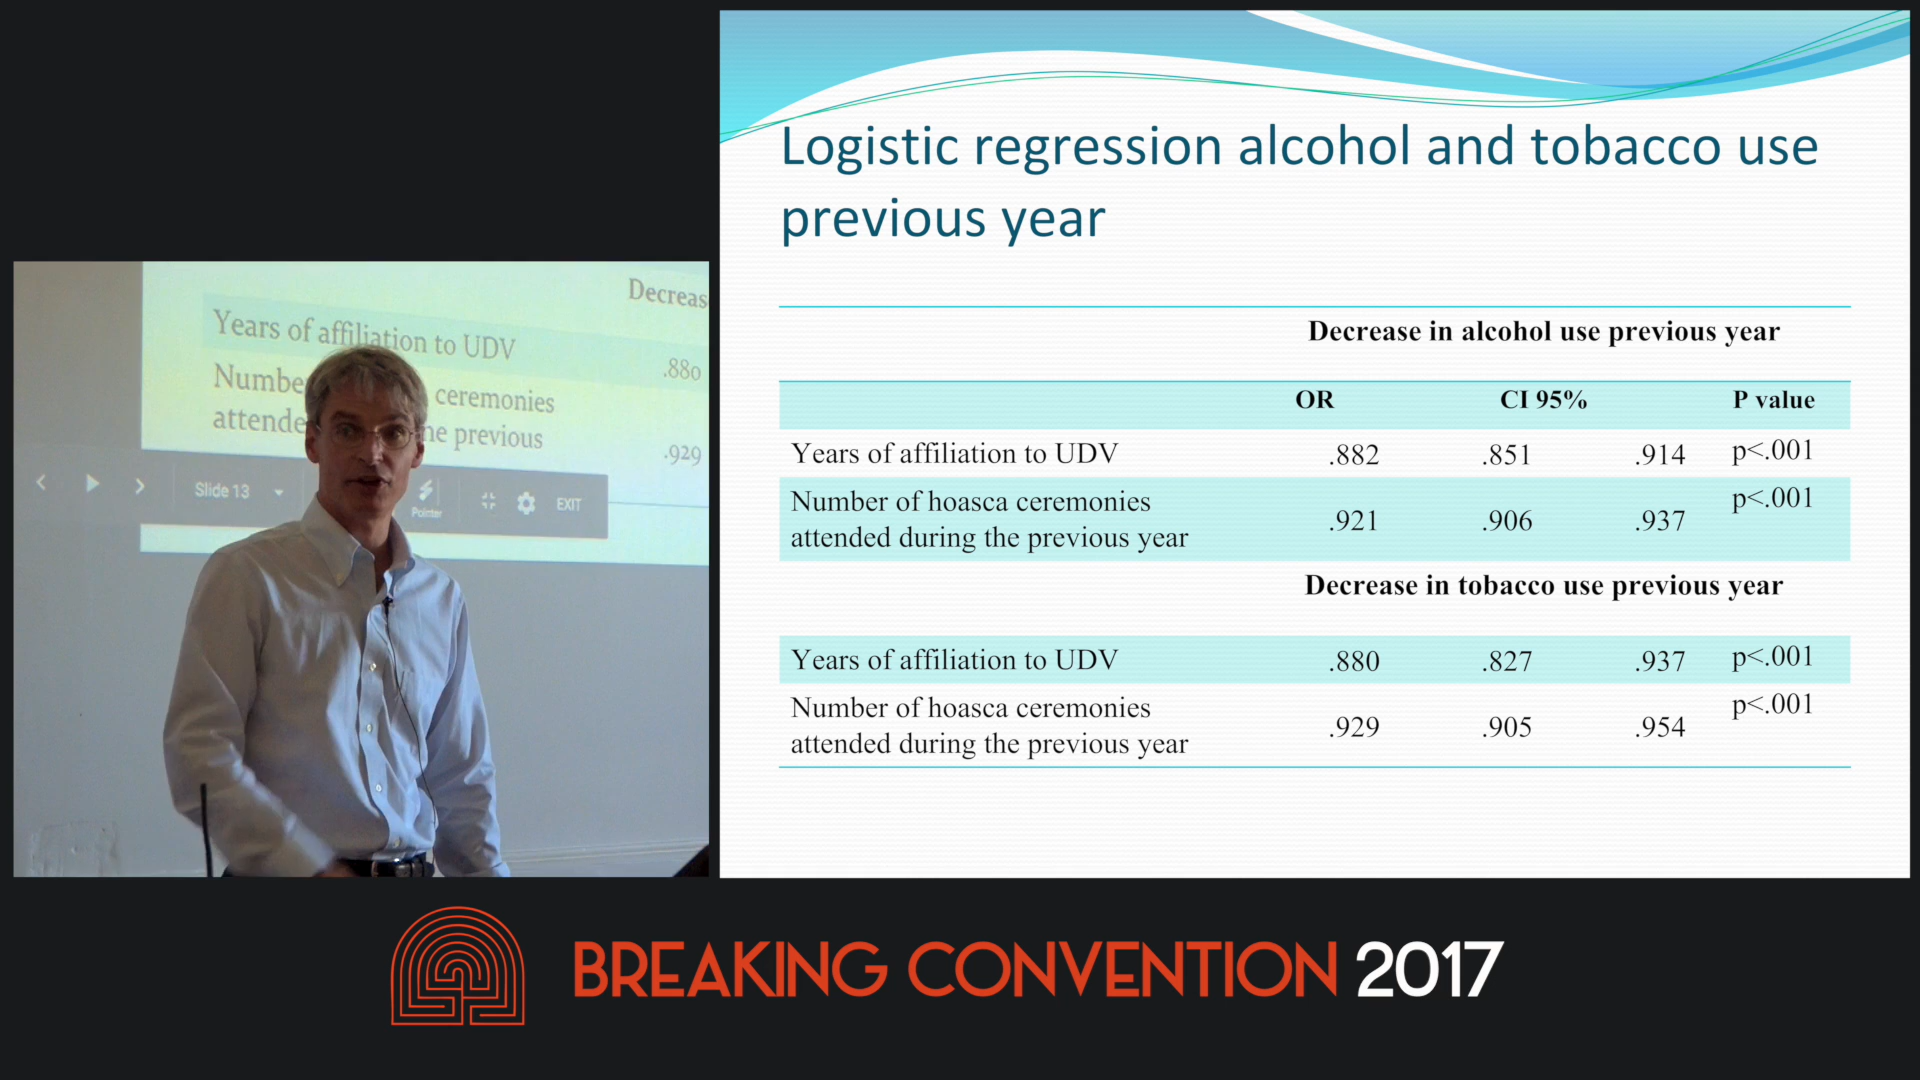 Logistic regression alcohol and tobacco use
previous year
Decrease in alcohol use previous year
OR CI 95% P value
Years of affiliation to UDV .882 .851 .914 p<.001
Number of hoasca ceremonies
attended during the previous year .921 .906 .937 p<.001
Decrease in tobacco use previous year
Years of affiliation to UDV .880 .827 .937 p<.001
Number of hoasca ceremonies
attended during the previous year .929 .905 .954 p<.001
Decreas
Years of affiliation to UDV .880
Numbe ceremonies
attende he previous .929
Slide 13 Pointer EXIT
BREAKING CONVENTION 2017